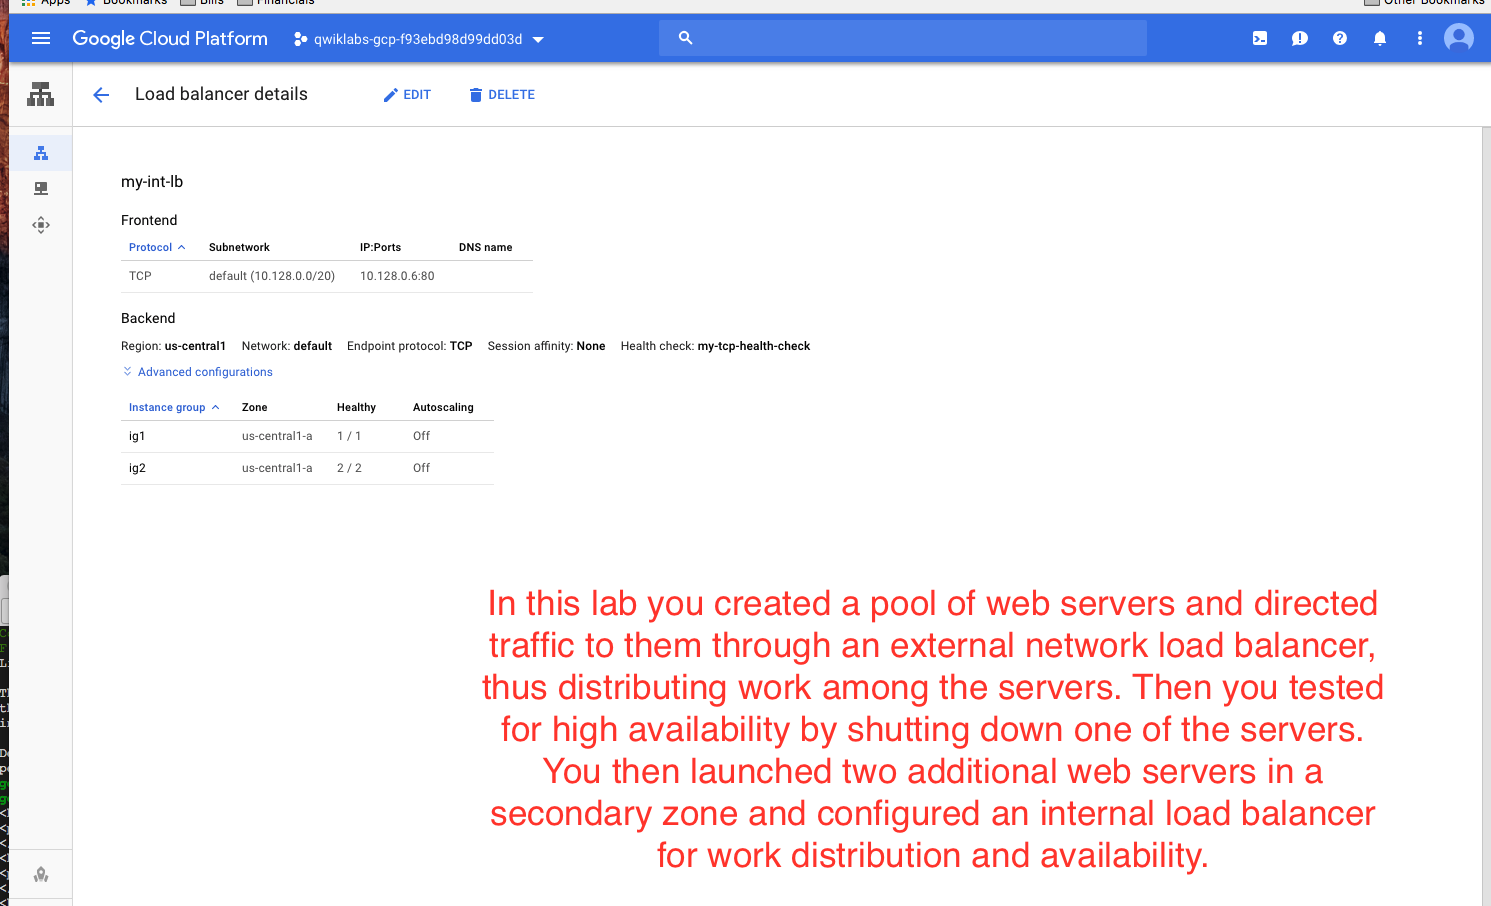 Apps Bookmarks Bills Financials Other Bookmarks
Google Cloud Platform qwiklabs-gcp-f93ebd98d99dd03d
Load balancer details EDIT DELETE
my-int-lb
Frontend
Protocol Subnetwork IP:Ports DNS name
TCP default (10.128.0.0/20) 10.128.0.6:80
Backend
Region: us-central1 Network: default Endpoint protocol: TCP Session affinity: None Health check: my-tcp-health-check
Advanced configurations
Instance group Zone Healthy Autoscaling
ig1 us-central1-a 1 / 1 Off
ig2 us-central1-a 2 / 2 Off
In this lab you created a pool of web servers and directed
traffic to them through an external network load balancer,
thus distributing work among the servers. Then you tested
for high availability by shutting down one of the servers.
You then launched two additional web servers in a
secondary zone and configured an internal load balancer
for work distribution and availability.